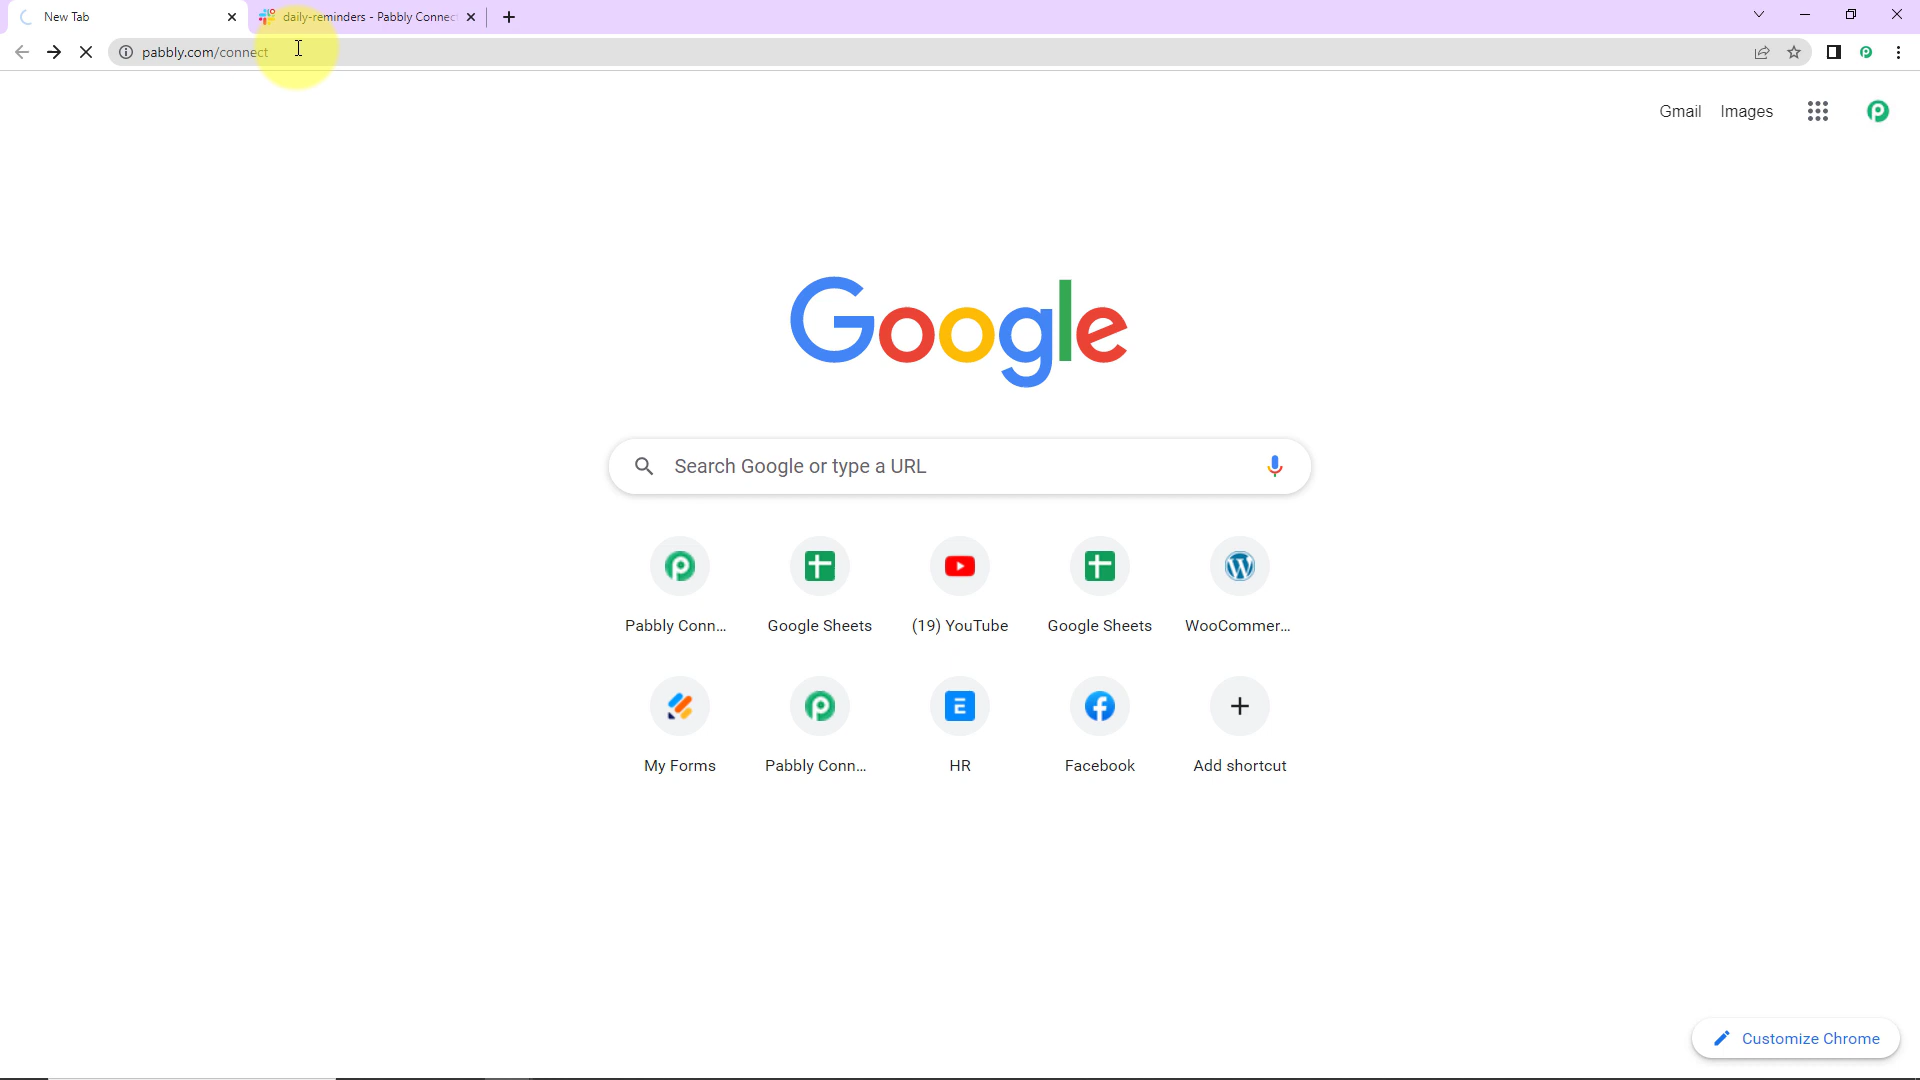 New Tab
daily-reminders - Pabbly Connect
pabbly.com/connect
Gmail Images
Google
Search Google or type a URL
Pabbly Conn... Google Sheets (19) YouTube Google Sheets WooCommer...
My Forms Pabbly Conn... HR Facebook Add shortcut
Customize Chrome